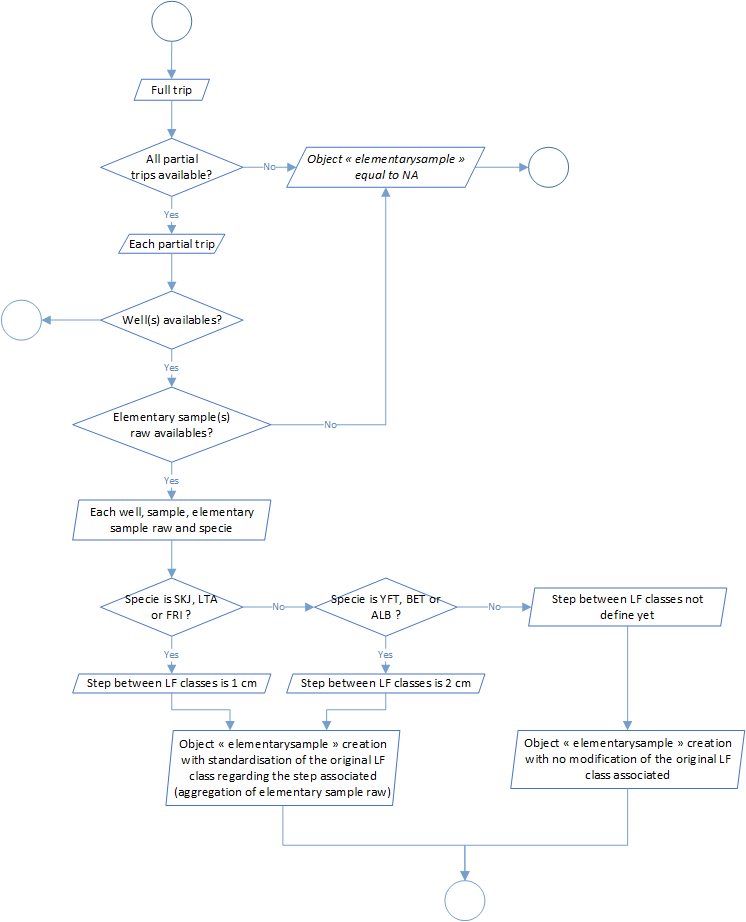 Full trip
All partial
trips available?
No
Object « elementarysample »
equal to NA
Yes
Each partial trip
Well(s) availables?
Yes
Elementary sample(s)
raw availables?
No
Yes
Each well, sample, elementary
sample raw and specie
Specie is SKJ, LTA
or FRI ?
No
Specie is YFT, BET or
ALB ?
No
Step between LF classes not
define yet
Yes
Yes
Step between LF classes is 1 cm
Step between LF classes is 2 cm
Object « elementarysample » creation
with standardisation of the original LF
class regarding the step associated
(aggregation of elementary sample raw)
Object « elementarysample » creation
with no modification of the original LF
class associated